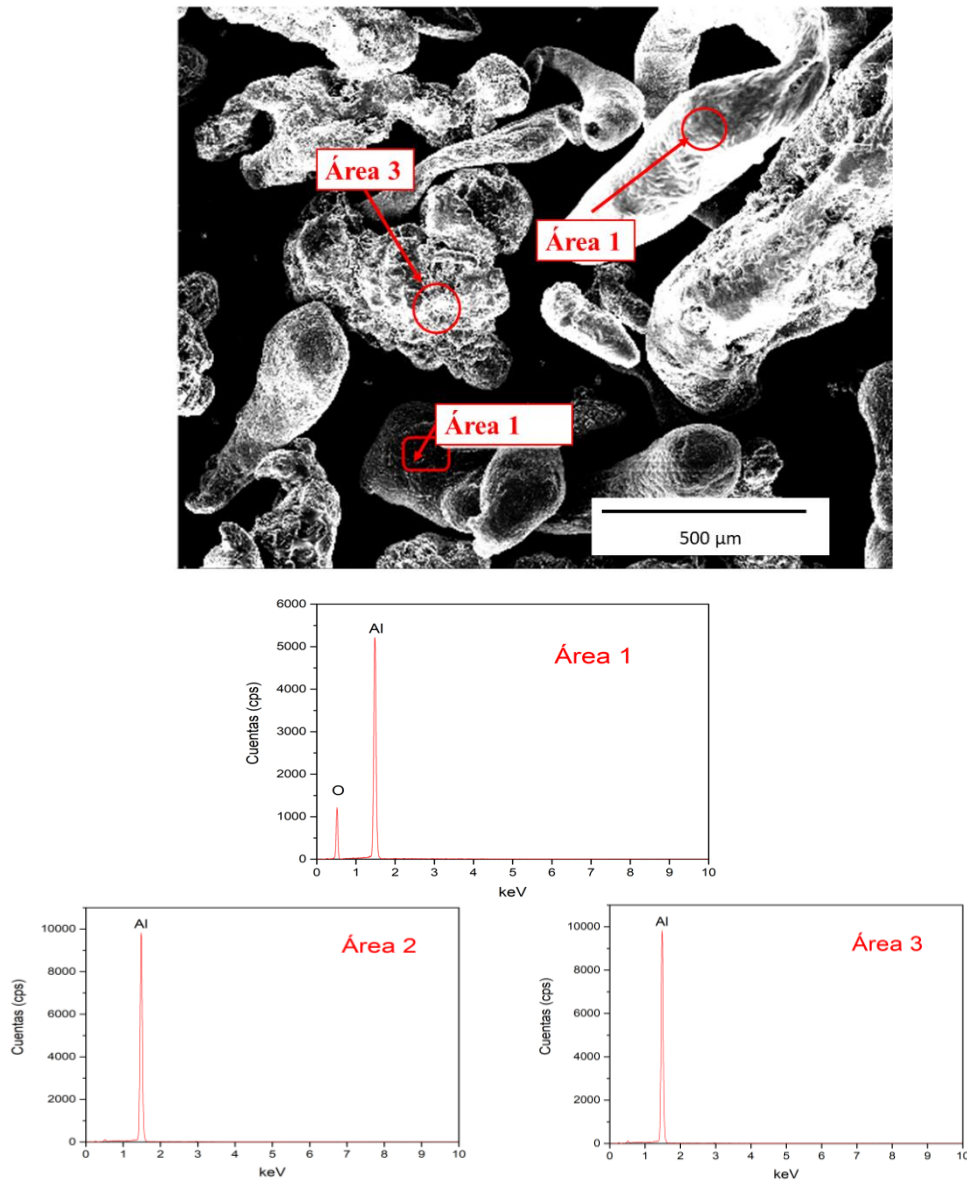 Área 3
Área 1
Área 1
500 µm
6000
5000
4000
3000
2000
1000
0
Cuentas (cps)
Al
O
Área 1
0 1 2 3 4 5 6 7 8 9 10
keV
10000
8000
6000
4000
2000
0
Cuentas (cps)
Al
Área 2
0 1 2 3 4 5 6 7 8 9 10
keV
10000
8000
6000
4000
2000
0
Cuentas (cps)
Al
Área 3
0 1 2 3 4 5 6 7 8 9 10
keV